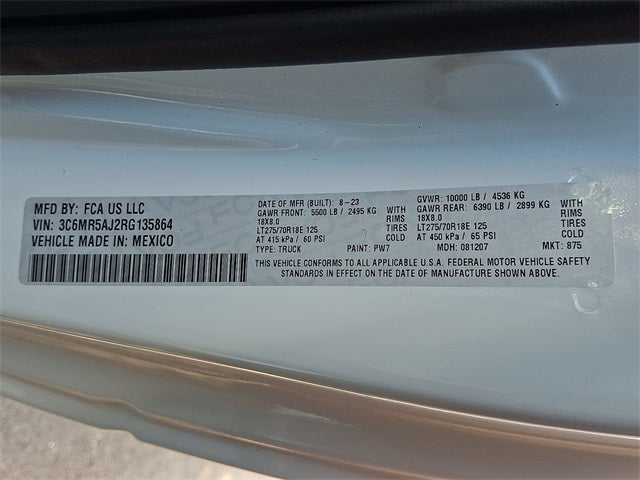 MFD BY: FCA US LLC
VIN: 3C6MR5AJ2RG135864
VEHICLE MADE IN: MEXICO
DATE OF MFR (BUILT): 8-23
GAWR FRONT: 5500 LB / 2495 KG WITH
18X8.0 RIMS
LT275/70R18E 125 TIRES
AT 415 kPa / 60 PSI COLD
TYPE: TRUCK PAINT: PW7
GVWR: 10000 LB / 4536 KG
GAWR REAR: 6390 LB / 2899 KG WITH
18X8.0 RIMS
LT275/70R18E 125 TIRES
AT 450 kPa / 65 PSI COLD
MDH: 081207 MKT: 875
THIS VEHICLE CONFORMS TO ALL APPLICABLE U.S.A. FEDERAL MOTOR VEHICLE SAFETY
STANDARDS IN EFFECT ON THE DATE OF MANUFACTURE SHOWN ABOVE.